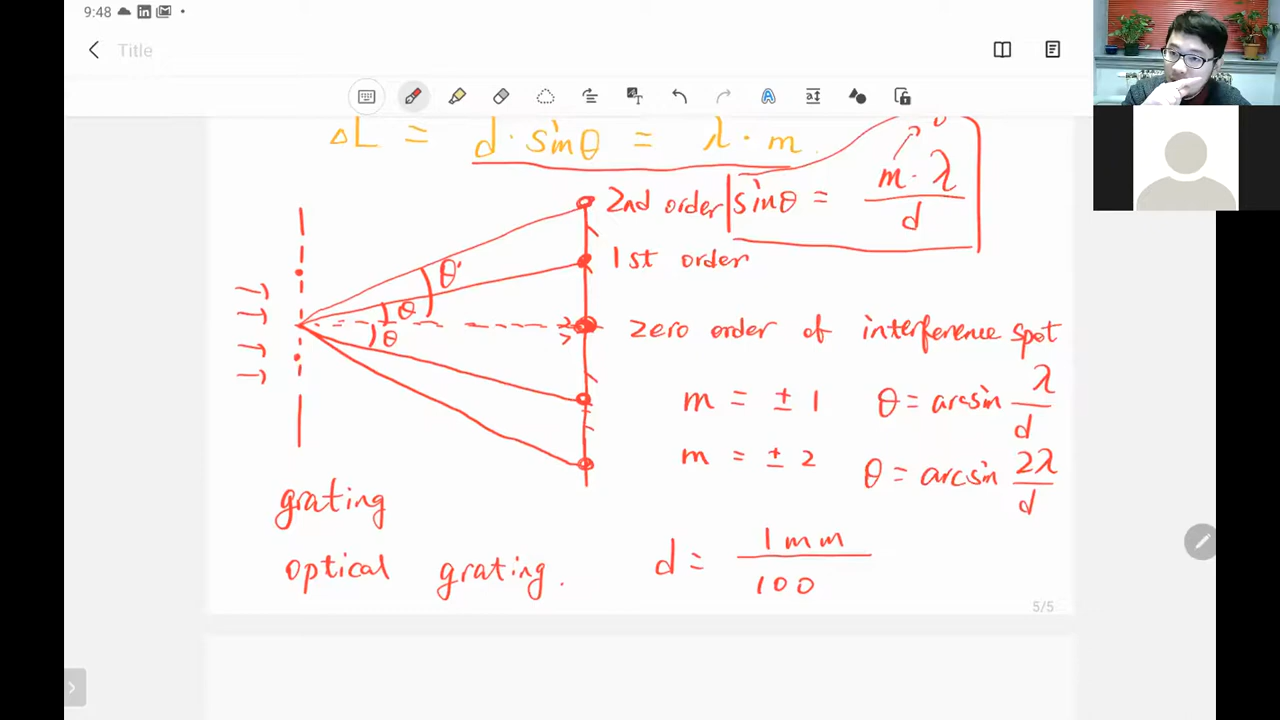 9:48
Title
ΔL = d · sinθ = λ · m
2nd order
sinθ = m · λ / d
1st order
θ'
θ
θ
zero order of interference spot
m = ± 1 θ = arcsin λ / d
m = ± 2 θ = arcsin 2λ / d
grating
optical grating.
d = 1mm / 100
5/5